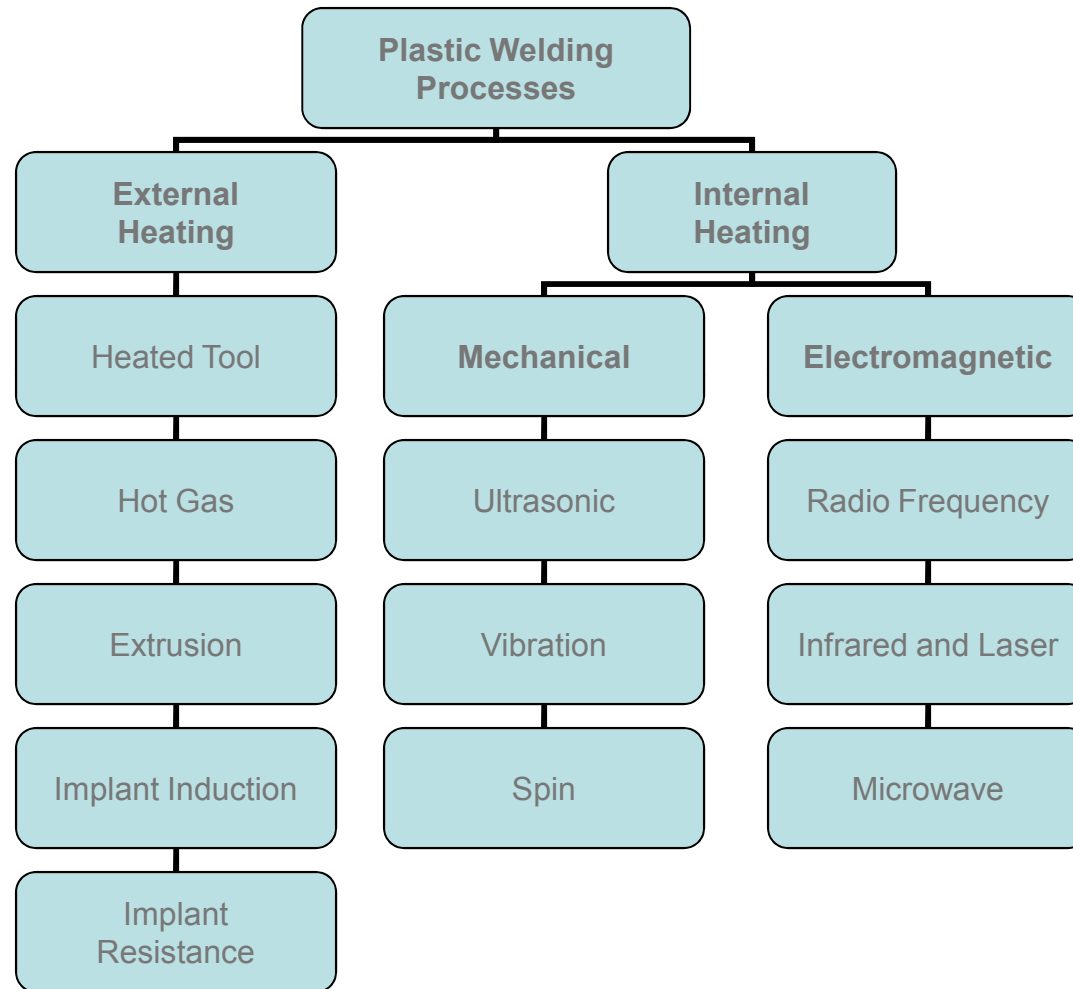 Plastic Welding
Processes
External
Heating
Internal
Heating
Heated Tool
Mechanical
Electromagnetic
Hot Gas
Ultrasonic
Radio Frequency
Extrusion
Vibration
Infrared and Laser
Implant Induction
Spin
Microwave
Implant
Resistance